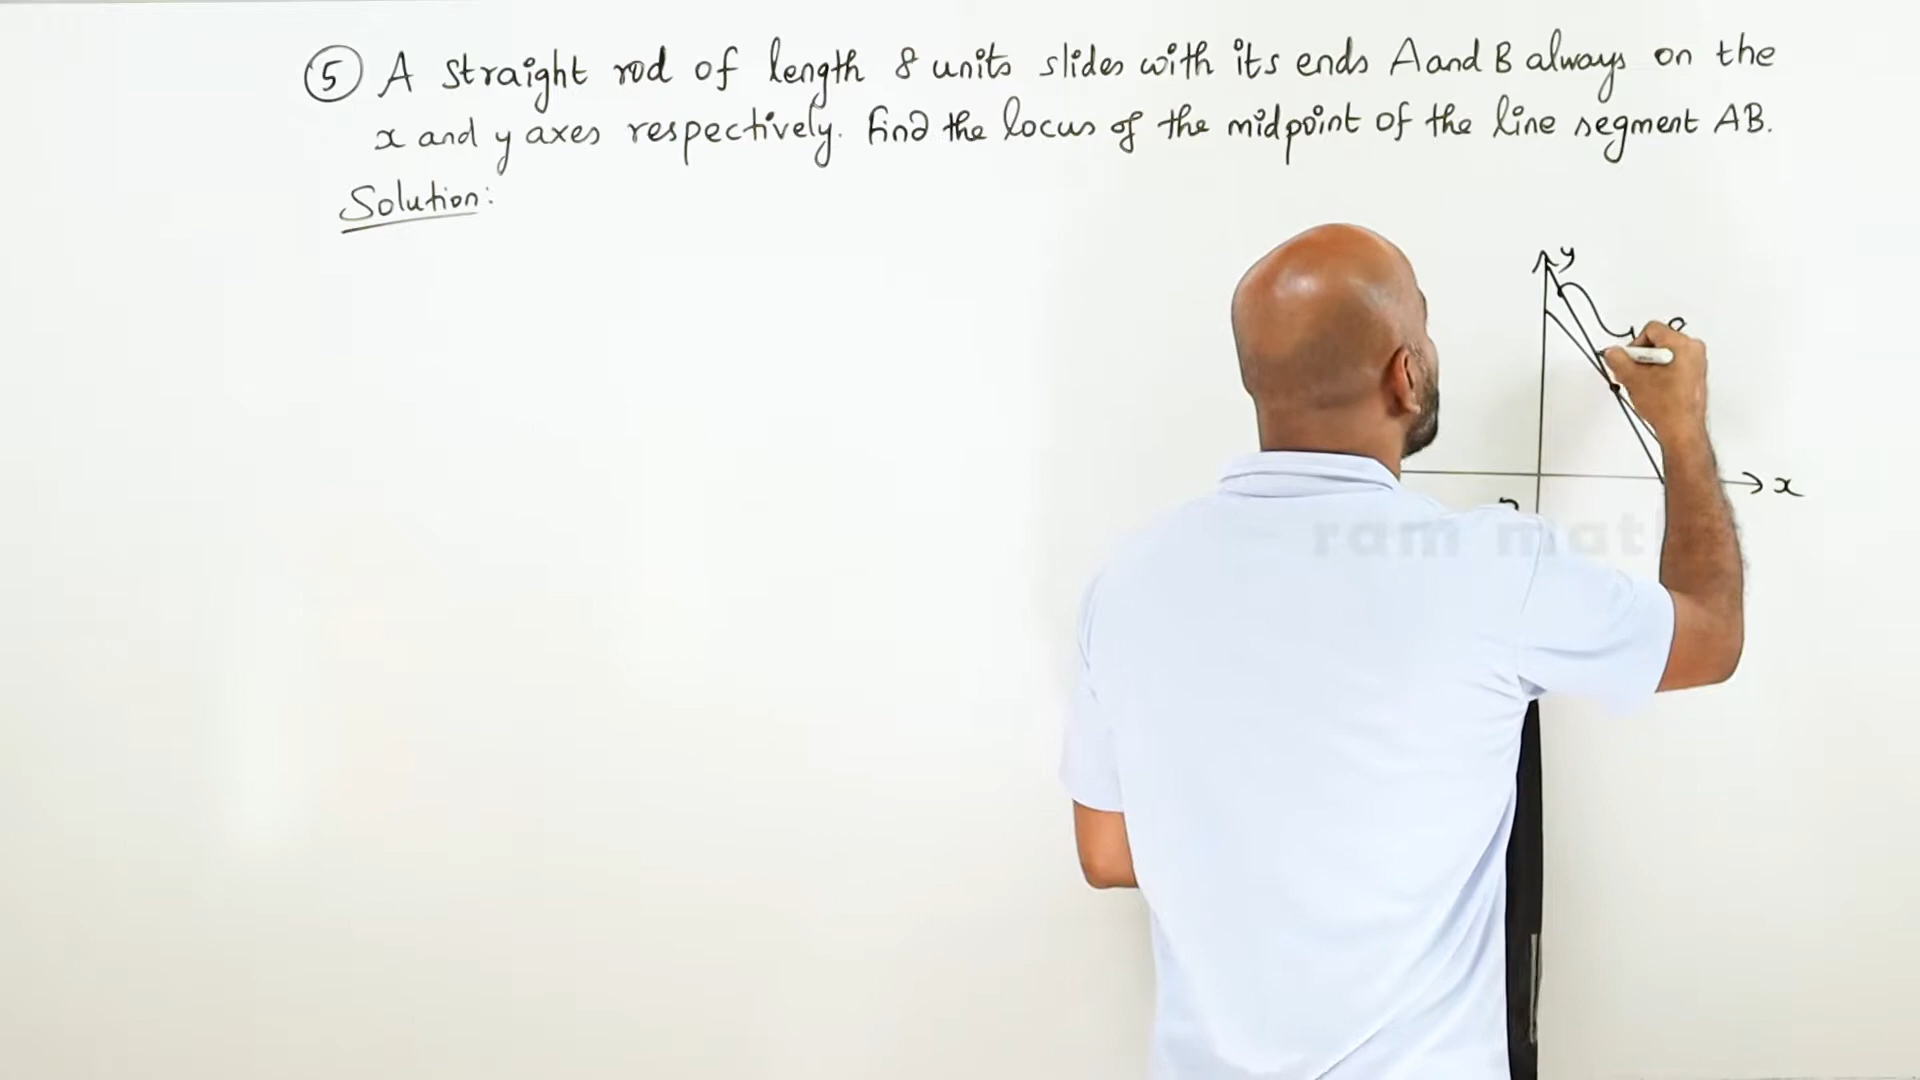 5 A straight rod of length 8 units slides with its ends A and B always on the
x and y axes respectively. Find the locus of the midpoint of the line segment AB.
Solution:
y
x
ram